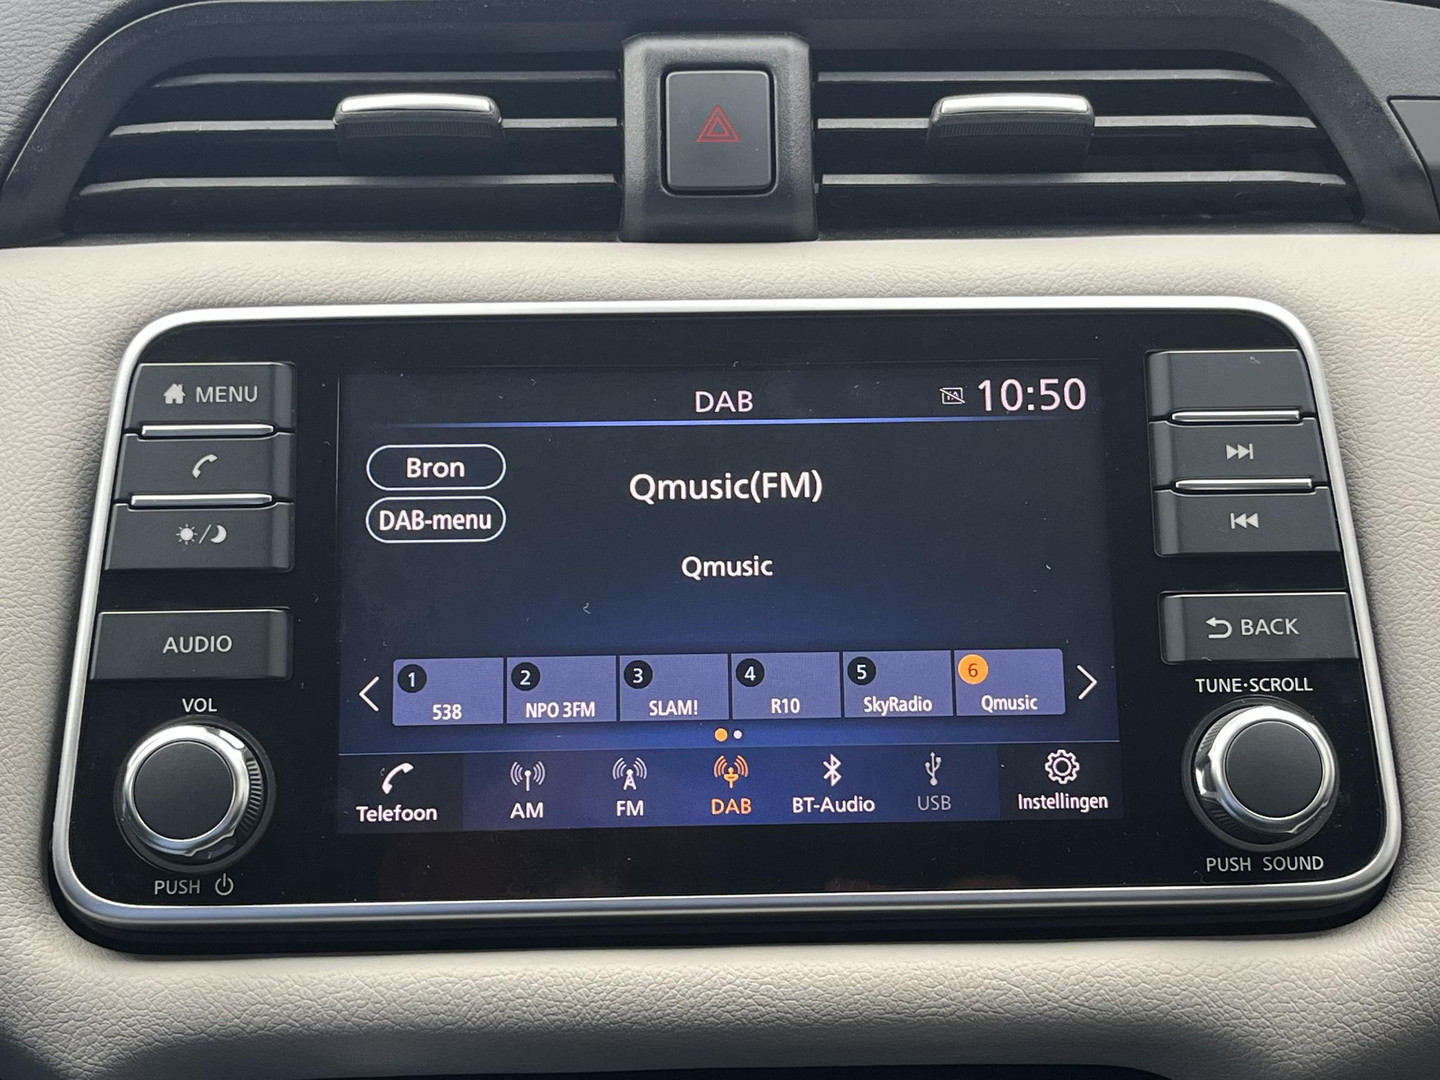 DAB
TA
10:50
MENU
Bron
Qmusic(FM)
DAB-menu
Qmusic
AUDIO
BACK
1
2
3
4
5
6
538
NPO 3FM
SLAM!
R10
SkyRadio
Qmusic
VOL
TUNE·SCROLL
Telefoon
AM
FM
DAB
BT-Audio
USB
Instellingen
PUSH
PUSH SOUND